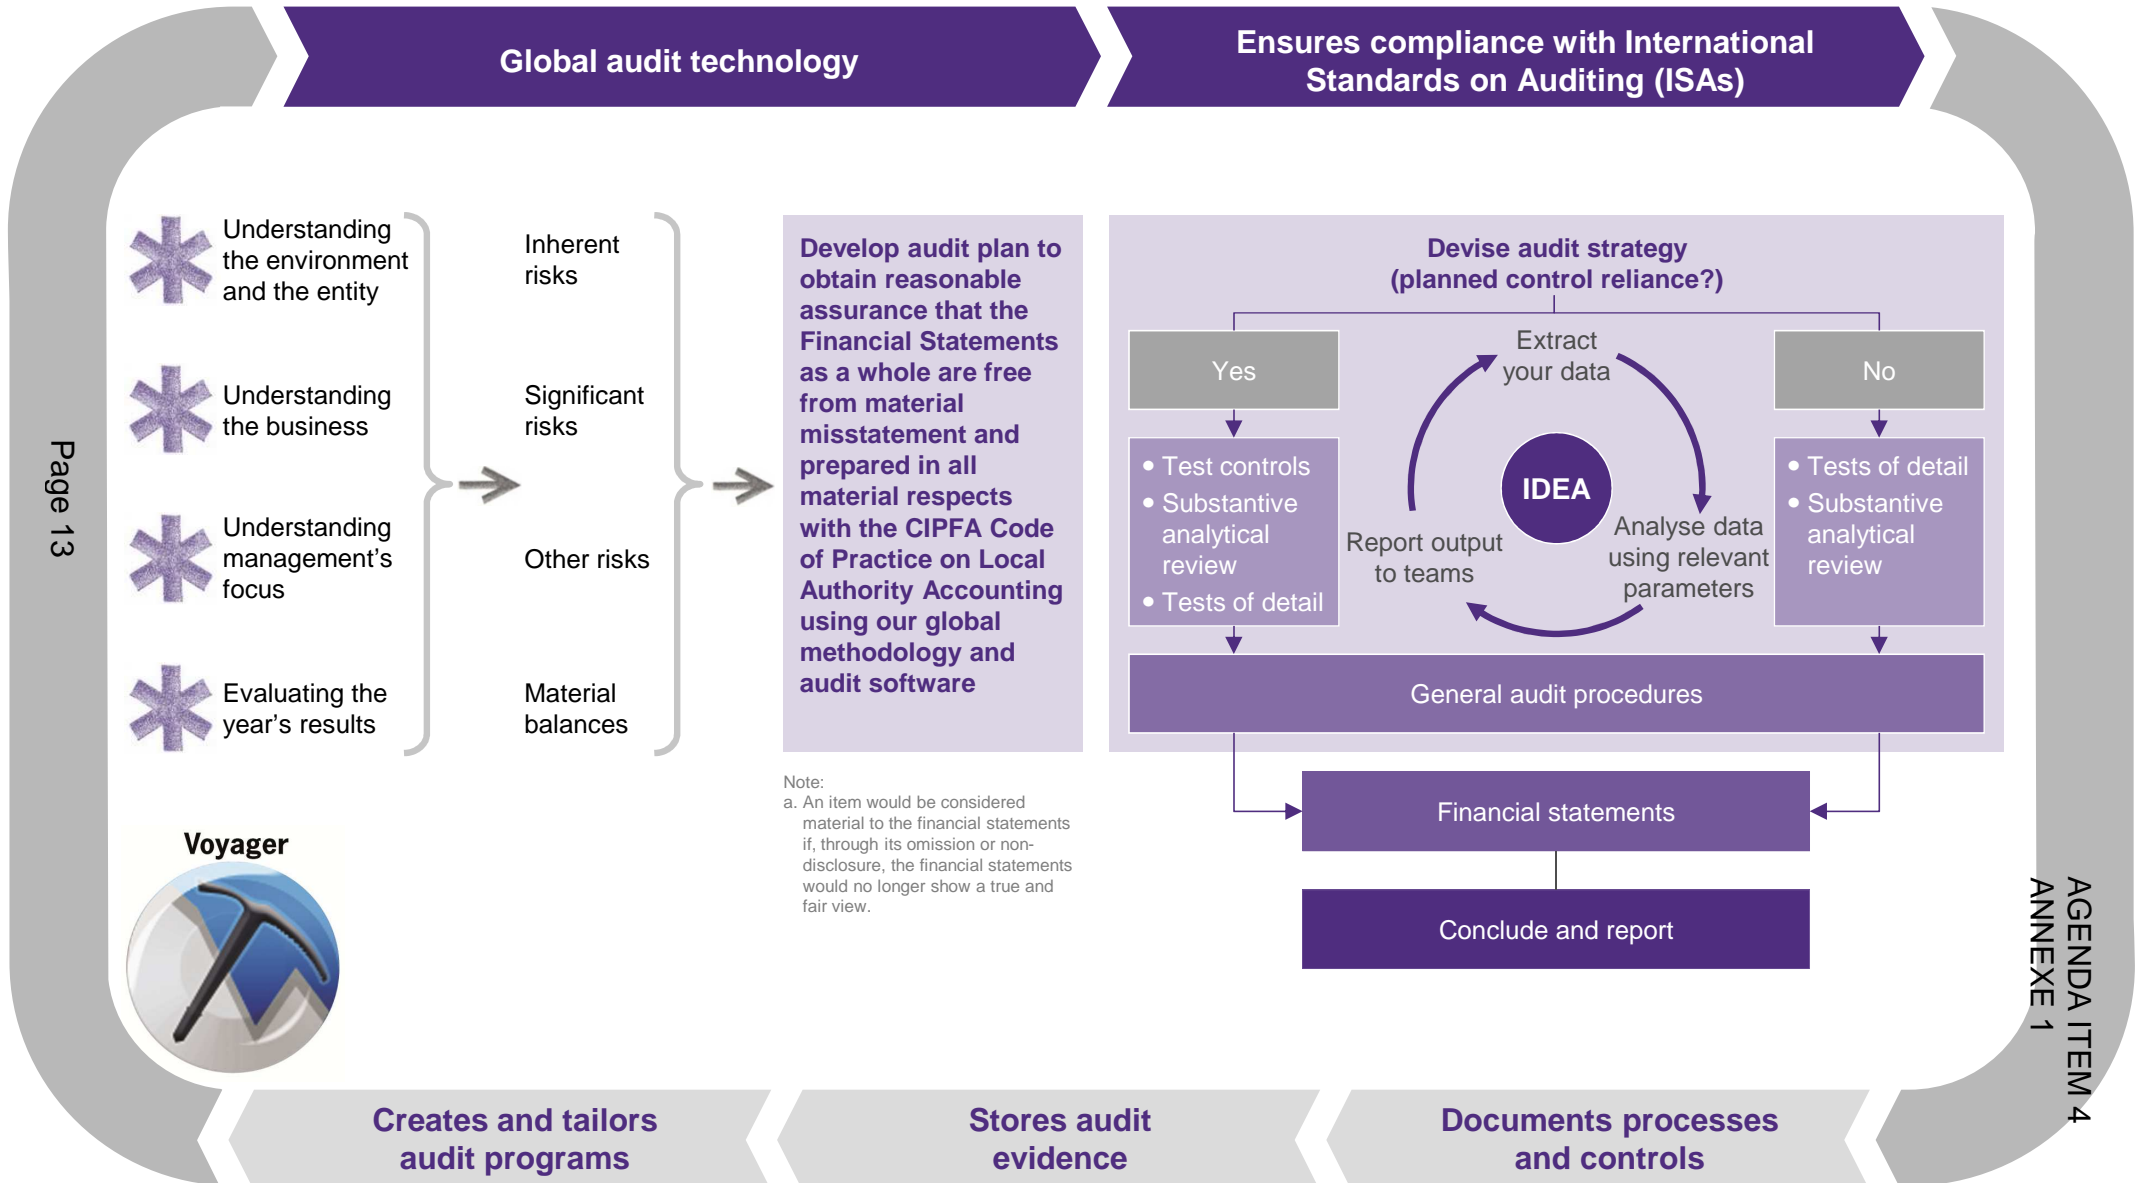 Global audit technology
Ensures compliance with International
Standards on Auditing (ISAs)
Page 13
Understanding
the environment
and the entity
Understanding
the business
Understanding
management’s
focus
Evaluating the
year’s results
Inherent
risks
Significant
risks
Other risks
Material
balances
Develop audit plan to
obtain reasonable
assurance that the
Financial Statements
as a whole are free
from material
misstatement and
prepared in all
material respects
with the CIPFA Code
of Practice on Local
Authority Accounting
using our global
methodology and
audit software
Note:
a. An item would be considered
material to the financial statements
if, through its omission or non-
disclosure, the financial statements
would no longer show a true and
fair view.
Devise audit strategy
(planned control reliance?)
Yes
• Test controls
• Substantive
analytical
review
• Tests of detail
Extract
your data
IDEA
Analyse data
using relevant
parameters
Report output
to teams
No
• Tests of detail
• Substantive
analytical
review
General audit procedures
Financial statements
Conclude and report
Voyager
AGENDA ITEM 4
ANNEXE 1
Creates and tailors
audit programs
Stores audit
evidence
Documents processes
and controls